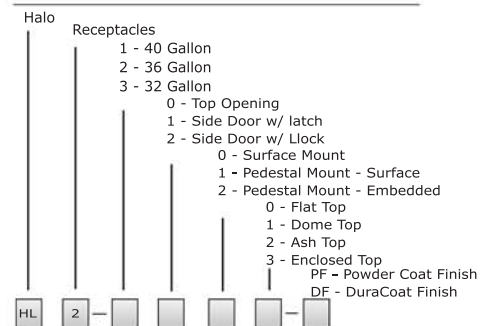 Halo
Receptacles
1 - 40 Gallon
2 - 36 Gallon
3 - 32 Gallon
0 - Top Opening
1 - Side Door w/ latch
2 - Side Door w/ Llock
0 - Surface Mount
1 - Pedestal Mount - Surface
2 - Pedestal Mount - Embedded
0 - Flat Top
1 - Dome Top
2 - Ash Top
3 - Enclosed Top
PF - Powder Coat Finish
DF - DuraCoat Finish
HL 2 - -